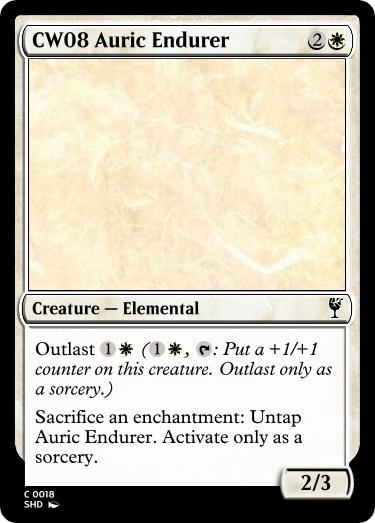 CW08 Auric Endurer 2
Creature — Elemental
Outlast 1 (1, : Put a +1/+1
counter on this creature. Outlast only as
a sorcery.)
Sacrifice an enchantment: Untap
Auric Endurer. Activate only as a
sorcery.
2/3
C 0018
SHD